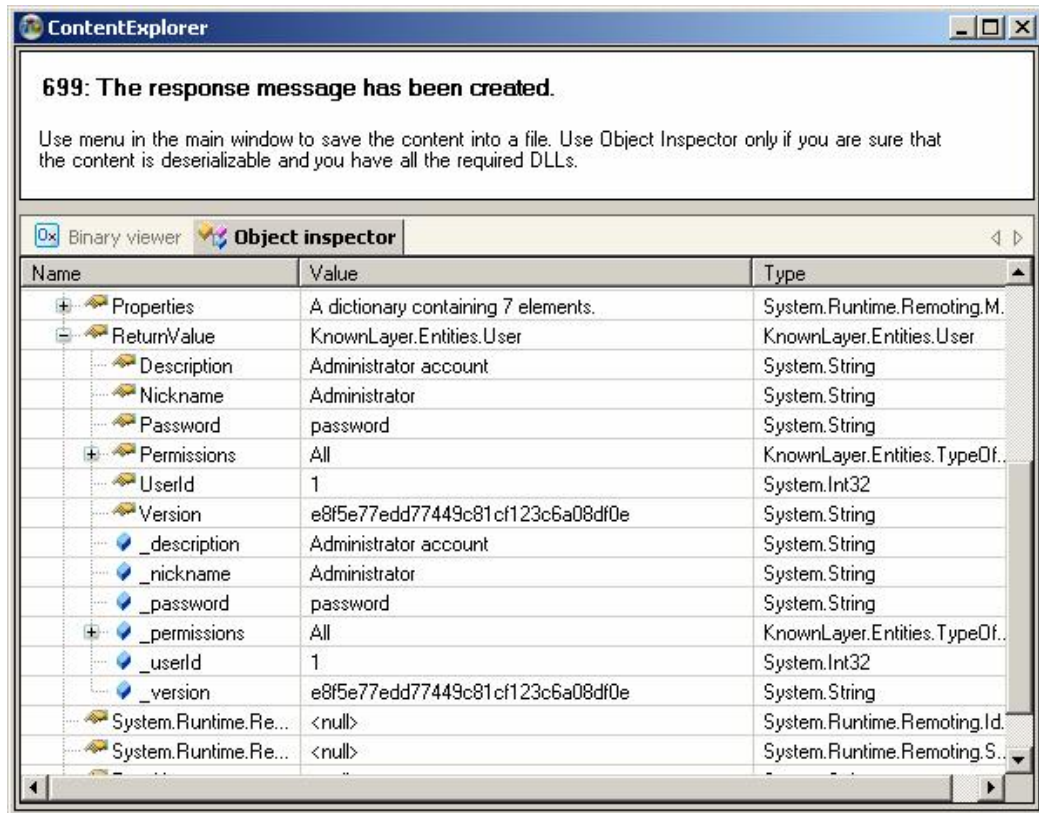 ContentExplorer
699: The response message has been created.
Use menu in the main window to save the content into a file. Use Object Inspector only if you are sure that
the content is deserializable and you have all the required DLLs.
0x Binary viewer Object inspector
Name Value Type
Properties A dictionary containing 7 elements. System.Runtime.Remoting.M.
ReturnValue KnownLayer.Entities.User KnownLayer.Entities.User
Description Administrator account System.String
Nickname Administrator System.String
Password password System.String
Permissions All KnownLayer.Entities.TypeOf..
UserId 1 System.Int32
Version e8f5e77edd77449c81cf123c6a08df0e System.String
_description Administrator account System.String
_nickname Administrator System.String
_password password System.String
_permissions All KnownLayer.Entities.TypeOf..
_userId 1 System.Int32
_version e8f5e77edd77449c81cf123c6a08df0e System.String
System.Runtime.Re... <null> System.Runtime.Remoting.Id.
System.Runtime.Re... <null> System.Runtime.Remoting.S..